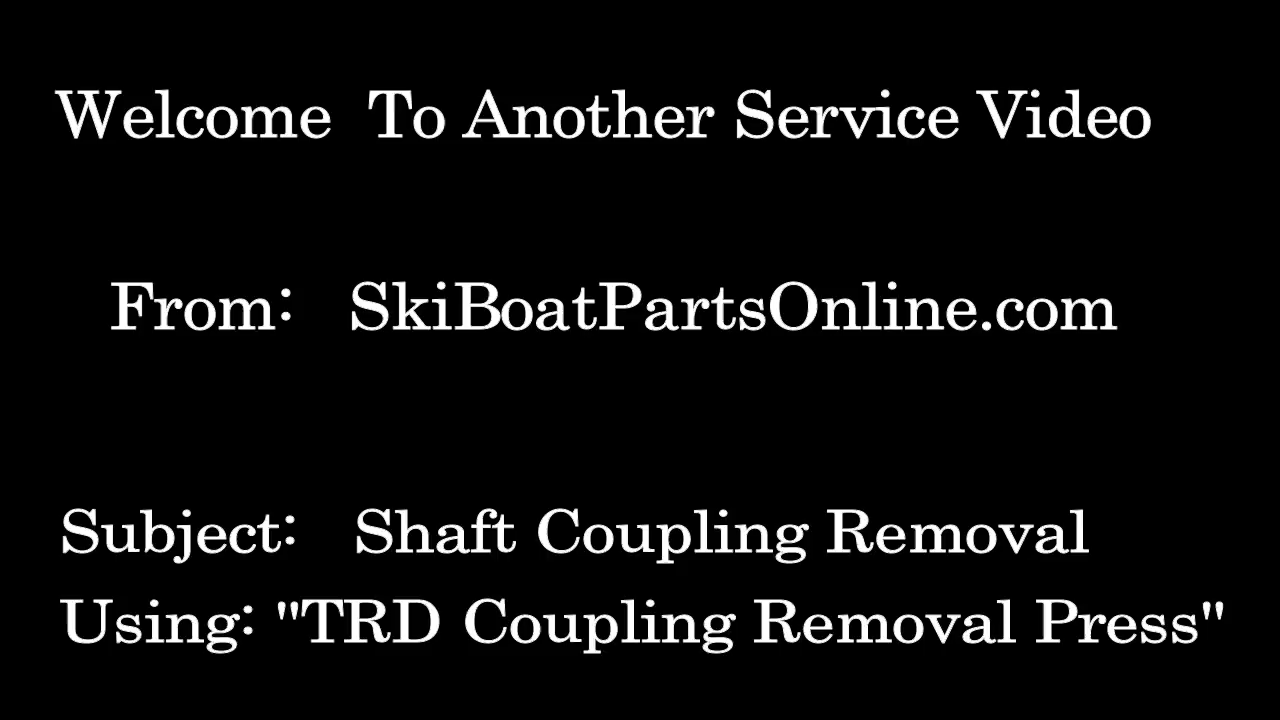 Welcome To Another Service Video
From: SkiBoatPartsOnline.com
Subject: Shaft Coupling Removal
Using: "TRD Coupling Removal Press"